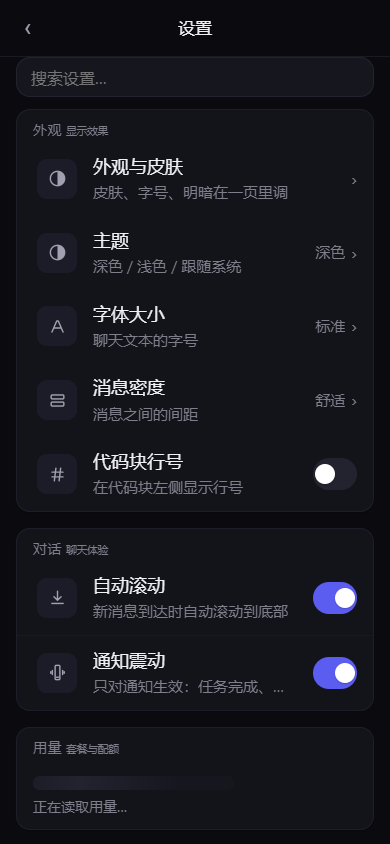 设置
搜索设置...
外观 显示效果
外观与皮肤
皮肤、字号、明暗在一页里调
主题
深色 / 浅色 / 跟随系统
深色
字体大小
聊天文本的字号
标准
消息密度
消息之间的间距
舒适
代码块行号
在代码块左侧显示行号
对话 聊天体验
自动滚动
新消息到达时自动滚动到底部
通知震动
只对通知生效：任务完成、...
用量 套餐与配额
正在读取用量...